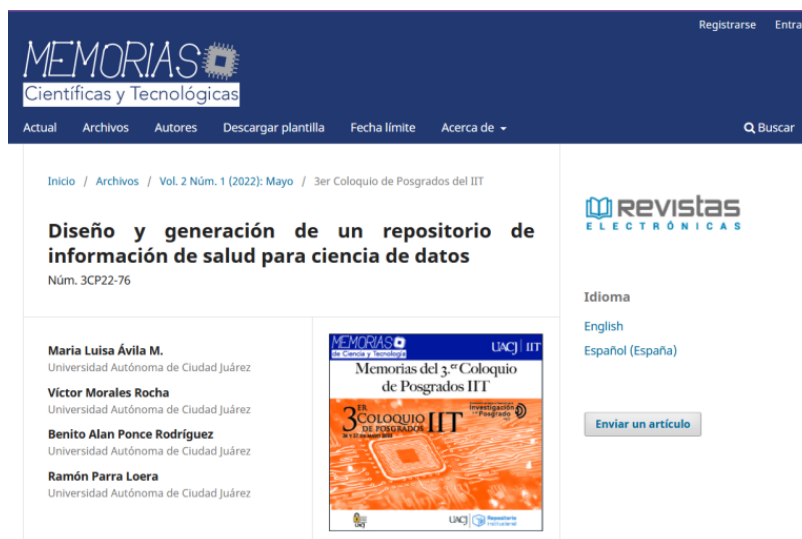 Registrarse Entra
MEMORIAS
Científicas y Tecnológicas
Actual Archivos Autores Descargar plantilla Fecha límite Acerca de Buscar
Inicio / Archivos / Vol. 2 Núm. 1 (2022): Mayo / 3er Coloquio de Posgrados del IIT
Diseño y generación de un repositorio de
información de salud para ciencia de datos
Núm. 3CP22-76
Maria Luisa Ávila M.
Universidad Autónoma de Ciudad Juárez
Víctor Morales Rocha
Universidad Autónoma de Ciudad Juárez
Benito Alan Ponce Rodríguez
Universidad Autónoma de Ciudad Juárez
Ramón Parra Loera
Universidad Autónoma de Ciudad Juárez
MEMORIAS
de Ciencia y Tecnología
UACJ IIT
Memorias del 3.er Coloquio
de Posgrados IIT
3ER COLOQUIO IIT
DE POSGRADOS
Investigación
y Posgrado
UACJ
UACJ Repositorio
Institucional
revistas
ELECTRÓNICAS
Idioma
English
Español (España)
Enviar un artículo